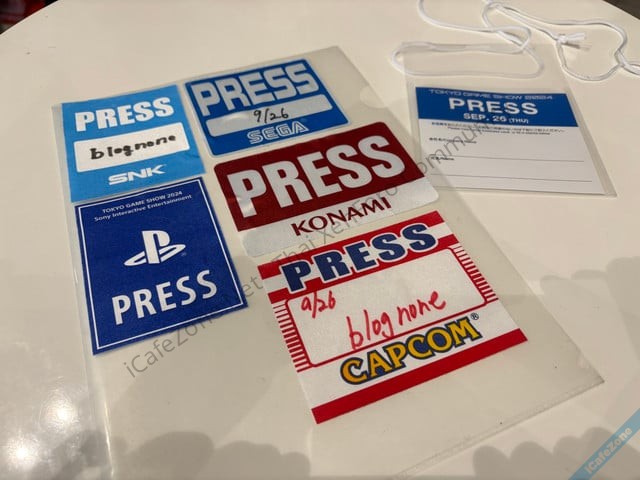 PRESS
blognone
SNK
PRESS
9/26
SEGA
TOKYO GAME SHOW 2024
Sony Interactive Entertainment
PRESS
PRESS
KONAMI
PRESS
9/26
blognone
CAPCOM®
TOKYO GAME SHOW 2024
PRESS
SEP. 26 (THU)
iCafeZone